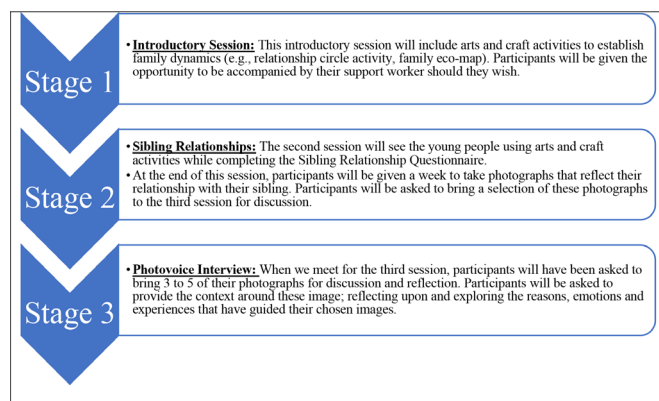 Stage 1
• Introductory Session: This introductory session will include arts and craft activities to establish
family dynamics (e.g., relationship circle activity, family eco-map). Participants will be given the
opportunity to be accompanied by their support worker should they wish.
Stage 2
• Sibling Relationships: The second session will see the young people using arts and craft
activities while completing the Sibling Relationship Questionnaire.
• At the end of this session, participants will be given a week to take photographs that reflect their
relationship with their sibling. Participants will be asked to bring a selection of these photographs
to the third session for discussion.
Stage 3
• Photovoice Interview: When we meet for the third session, participants will have been asked to
bring 3 to 5 of their photographs for discussion and reflection. Participants will be asked to
provide the context around these image; reflecting upon and exploring the reasons, emotions and
experiences that have guided their chosen images.